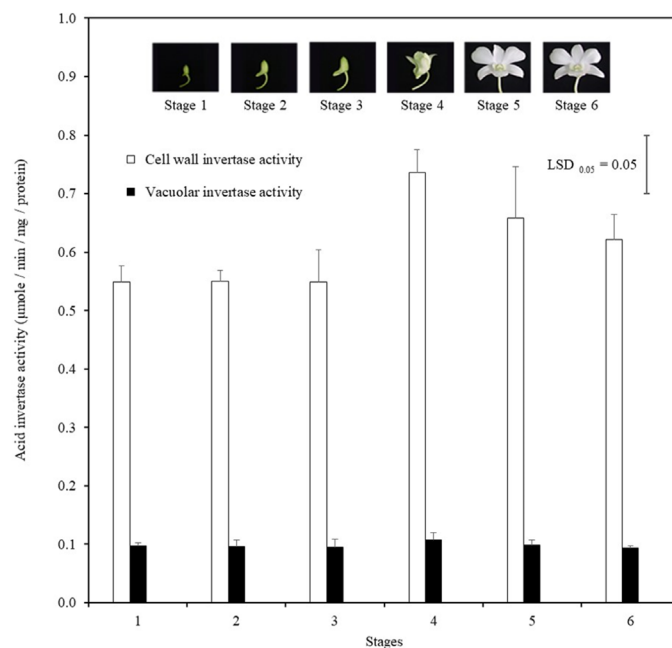 1.0
0.9
0.8
0.7
0.6
0.5
0.4
0.3
0.2
0.1
0.0
Acid invertase activity (µmole / min / mg / protein)
Stage 1 Stage 2 Stage 3 Stage 4 Stage 5 Stage 6
Cell wall invertase activity
Vacuolar invertase activity
LSD 0.05 = 0.05
1 2 3 4 5 6
Stages